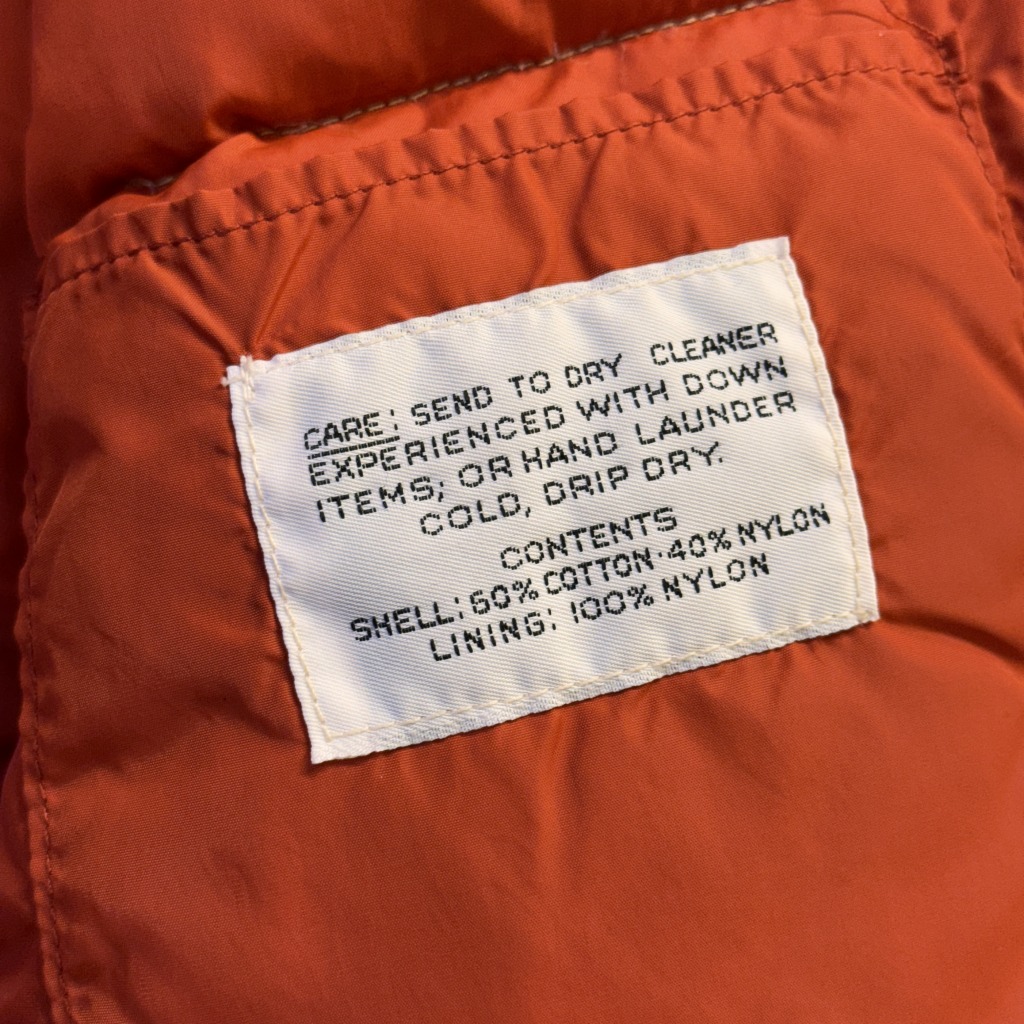 CARE: SEND TO DRY CLEANER
EXPERIENCED WITH DOWN
ITEMS; OR HAND LAUNDER
COLD, DRIP DRY.
CONTENTS
SHELL: 60% COTTON·40% NYLON
LINING: 100% NYLON